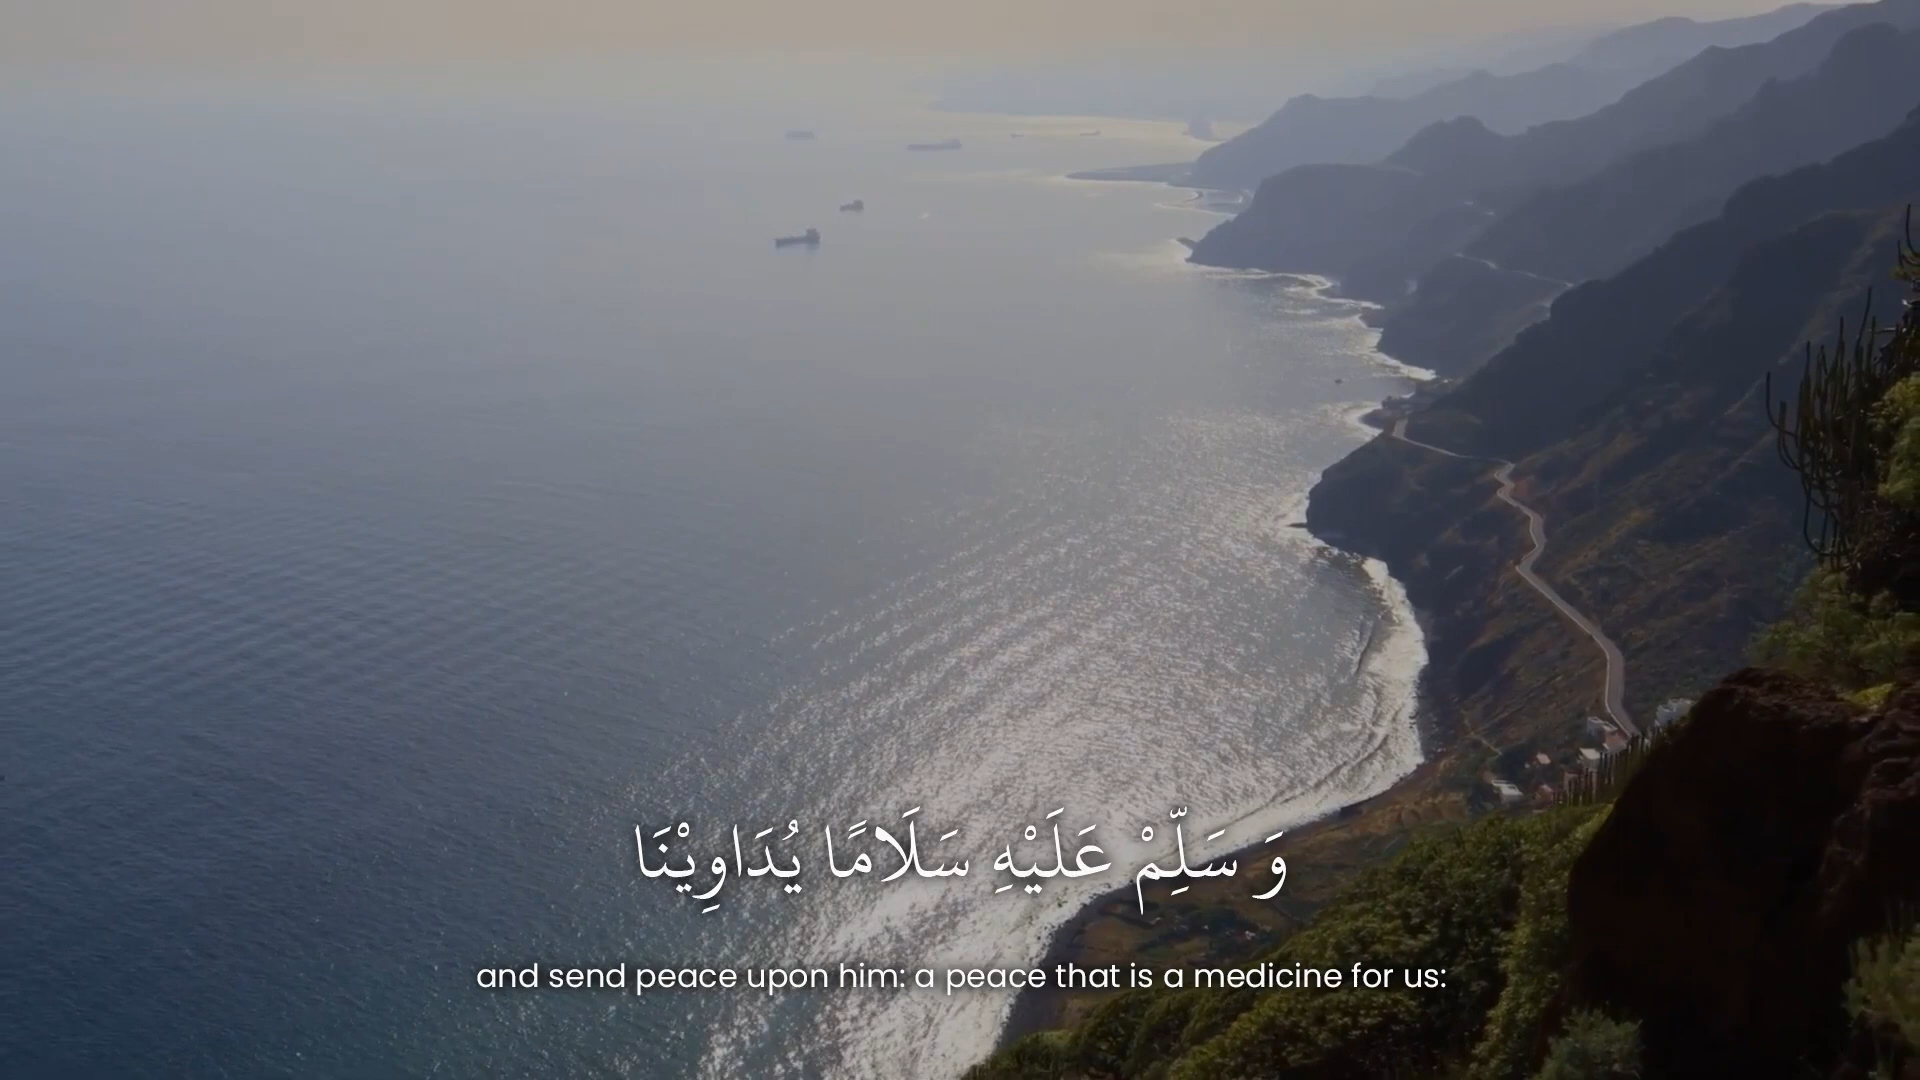 وَ سَلِّمْ عَلَيْهِ سَلَامًا يُدَاوِيْنَا
and send peace upon him: a peace that is a medicine for us: